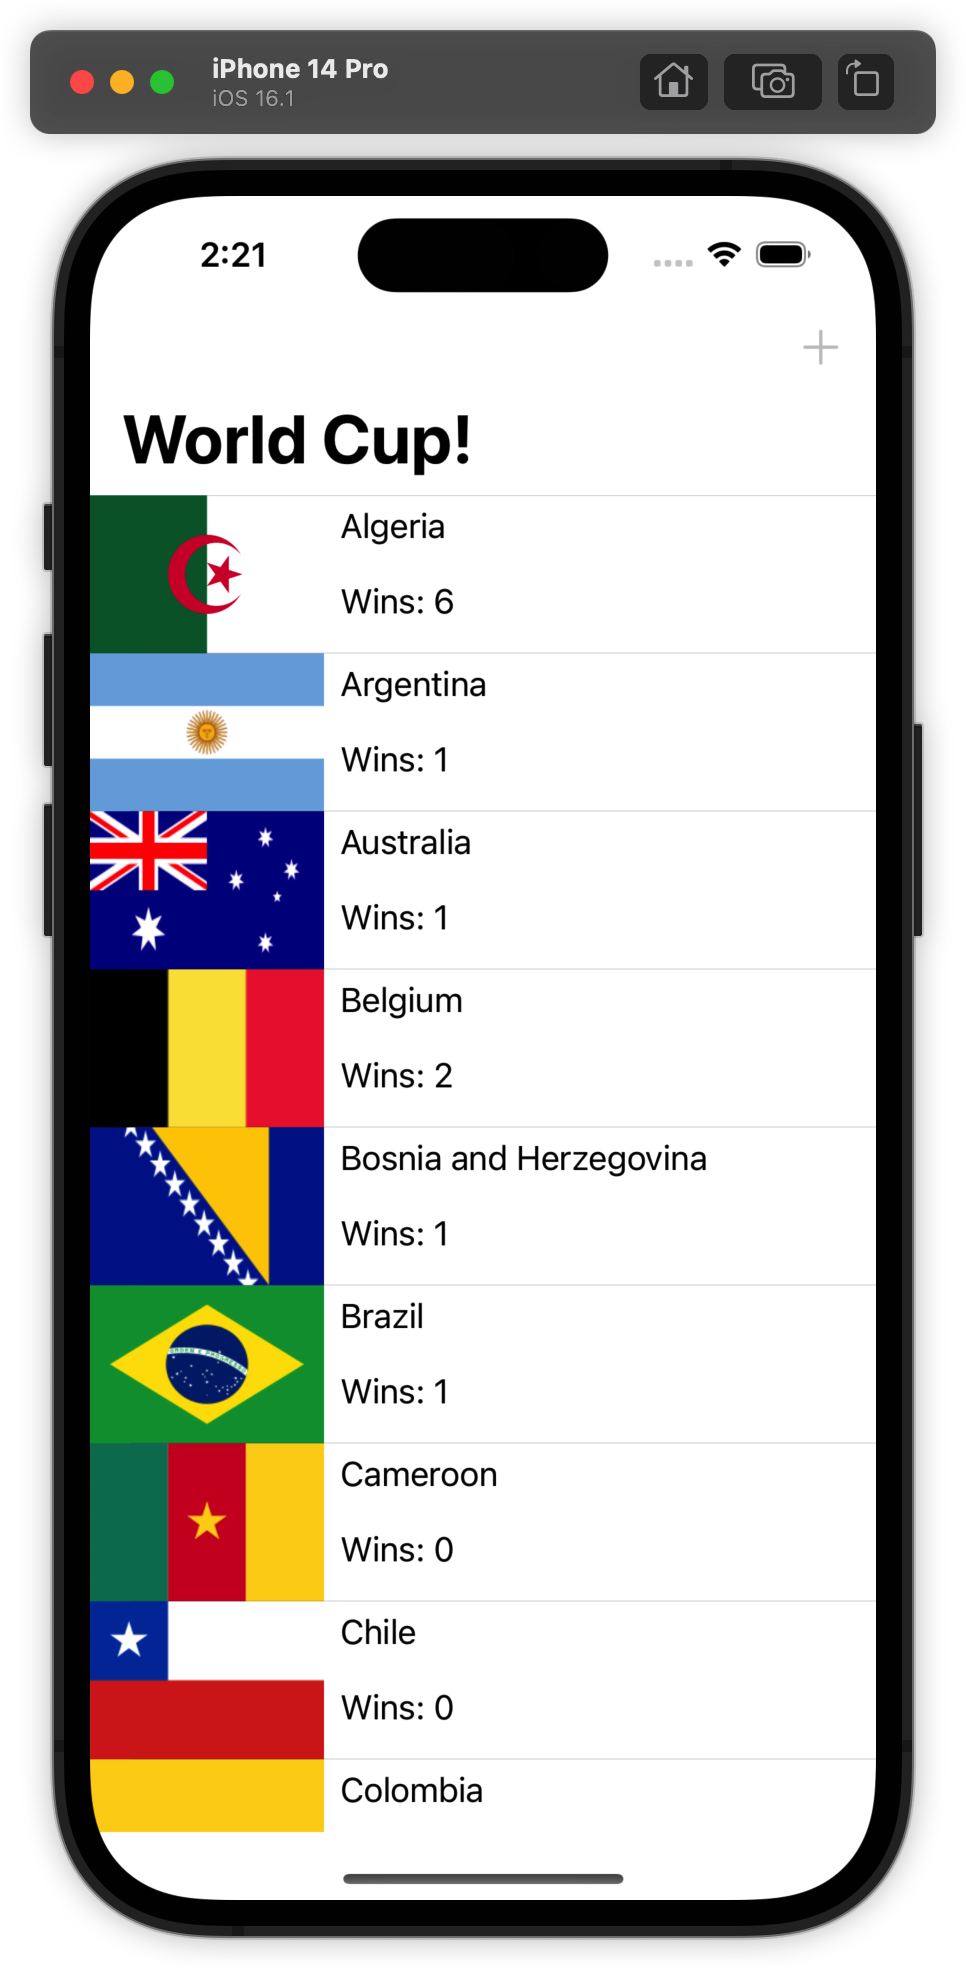 iPhone 14 Pro
iOS 16.1
2:21
World Cup!
Algeria
Wins: 6
Argentina
Wins: 1
Australia
Wins: 1
Belgium
Wins: 2
Bosnia and Herzegovina
Wins: 1
Brazil
Wins: 1
Cameroon
Wins: 0
Chile
Wins: 0
Colombia